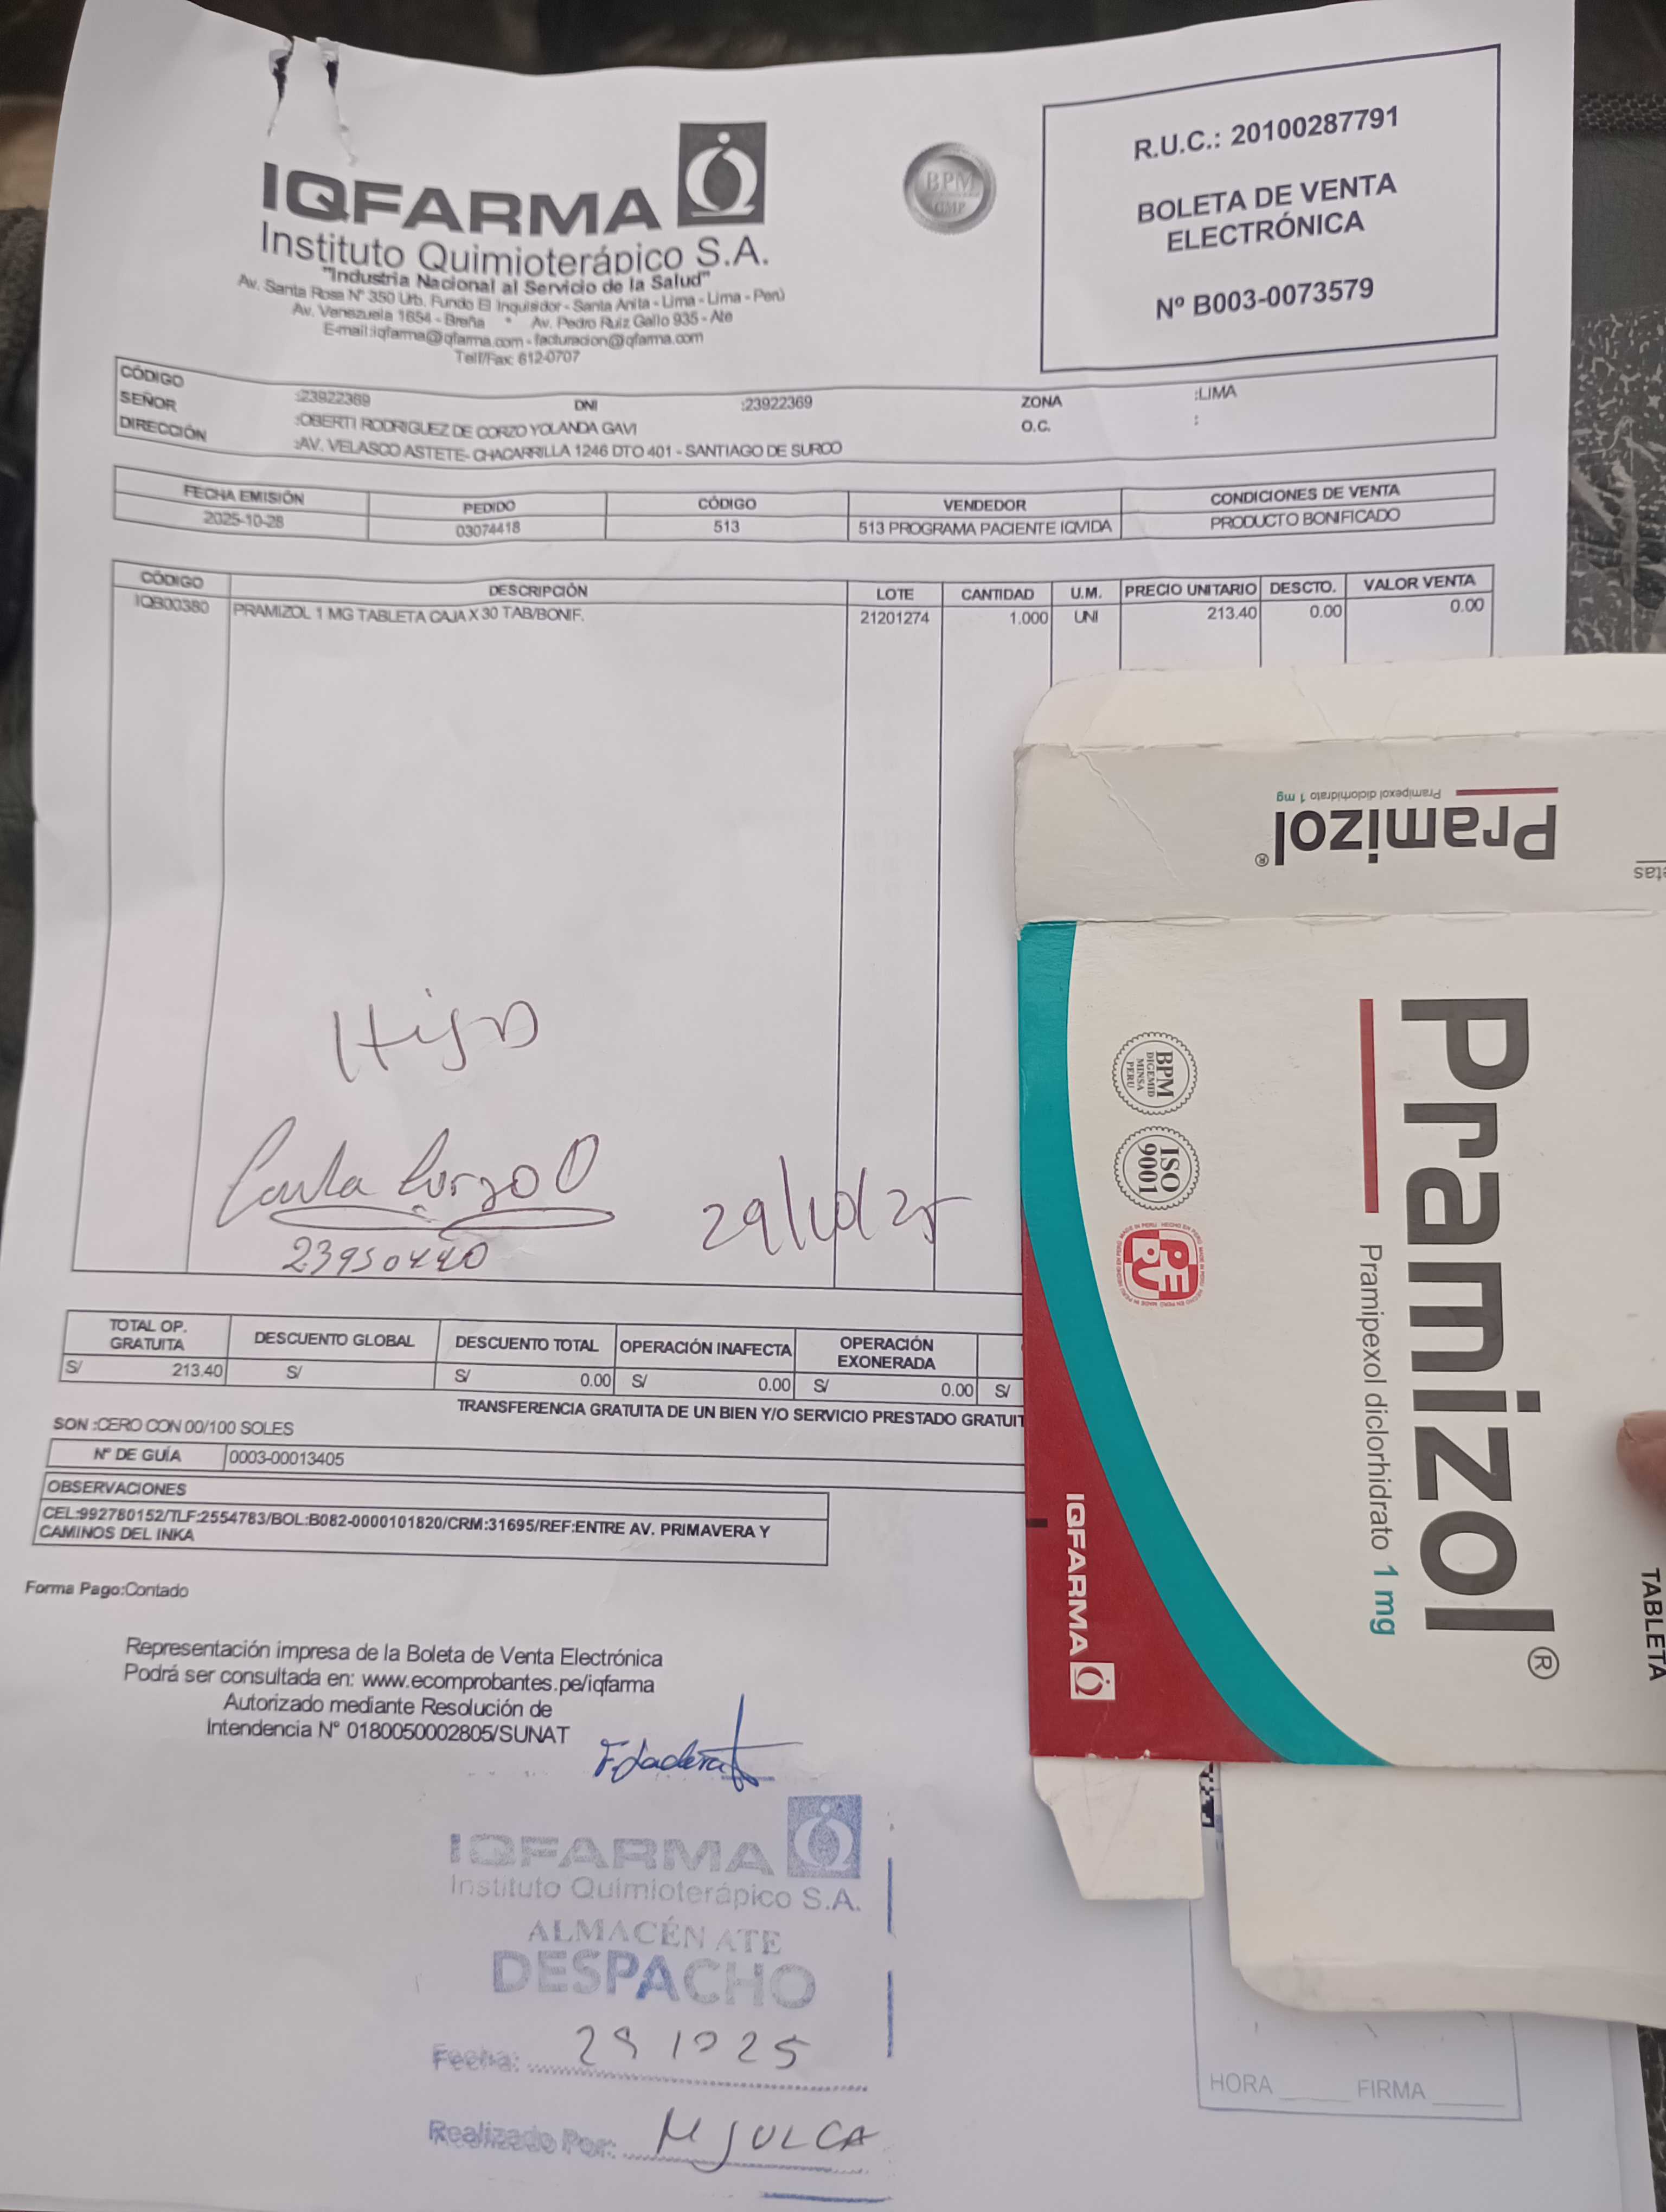 IQFARMA
Instituto Quimioterápico S.A.
"Industria Nacional al Servicio de la Salud"
Av. Santa Rosa N° 350 Urb. Fundo El Inquisidor - Santa Anita - Lima - Lima - Perú
Av. Venezuela 1654 - Breña * Av. Pedro Ruiz Gallo 935 - Ate
E-mail:iqfarma@iqfarma.com - facturacion@iqfarma.com
Telf/Fax: 612-0707
BPM
GMP
R.U.C.: 20100287791
BOLETA DE VENTA
ELECTRÓNICA
Nº B003-0073579
CÓDIGO :23922369 DNI :23922369 ZONA :LIMA
SEÑOR :OBERTI RODRIGUEZ DE CORZO YOLANDA GAVI O.C. :
DIRECCIÓN :AV. VELASCO ASTETE- CHACARRILLA 1246 DTO 401 - SANTIAGO DE SURCO
FECHA EMISIÓN PEDIDO CÓDIGO VENDEDOR CONDICIONES DE VENTA
2025-10-28 03074418 513 513 PROGRAMA PACIENTE IQVIDA PRODUCTO BONIFICADO
CÓDIGO DESCRIPCIÓN LOTE CANTIDAD U.M. PRECIO UNITARIO DESCTO. VALOR VENTA
IQB00380 PRAMIZOL 1 MG TABLETA CAJA X 30 TAB/BONIF. 21201274 1.000 UNI 213.40 0.00 0.00
Hijo
Corzo O
29/10/25
TOTAL OP. GRATUITA DESCUENTO GLOBAL DESCUENTO TOTAL OPERACIÓN INAFECTA OPERACIÓN EXONERADA
S/ 213.40 S/ S/ 0.00 S/ 0.00 S/ 0.00 S/
TRANSFERENCIA GRATUITA DE UN BIEN Y/O SERVICIO PRESTADO GRATUIT
SON :CERO CON 00/100 SOLES
Nº DE GUÍA 0003-00013405
OBSERVACIONES
CEL:992780152/TLF:2554783/BOL:B082-0000101820/CRM:31695/REF:ENTRE AV. PRIMAVERA Y
CAMINOS DEL INKA
Forma Pago:Contado
Representación impresa de la Boleta de Venta Electrónica
Podrá ser consultada en: www.ecomprobantes.pe/iqfarma
Autorizado mediante Resolución de
Intendencia N° 0180050002805/SUNAT
IQFARMA
Instituto Quimioterápico S.A.
ALMACÉN ATE
DESPACHO
Fecha: 29 10 25
Realizado Por: M JULCA
HORA FIRMA
Pramizol®
Pramipexol diclorhidrato 1 mg
etas
Pramizol®
Pramipexol diclorhidrato 1 mg
TABLETA
BPM
DIGEMID
MINSA
PERU
ISO
9001
PERU
IQFARMA